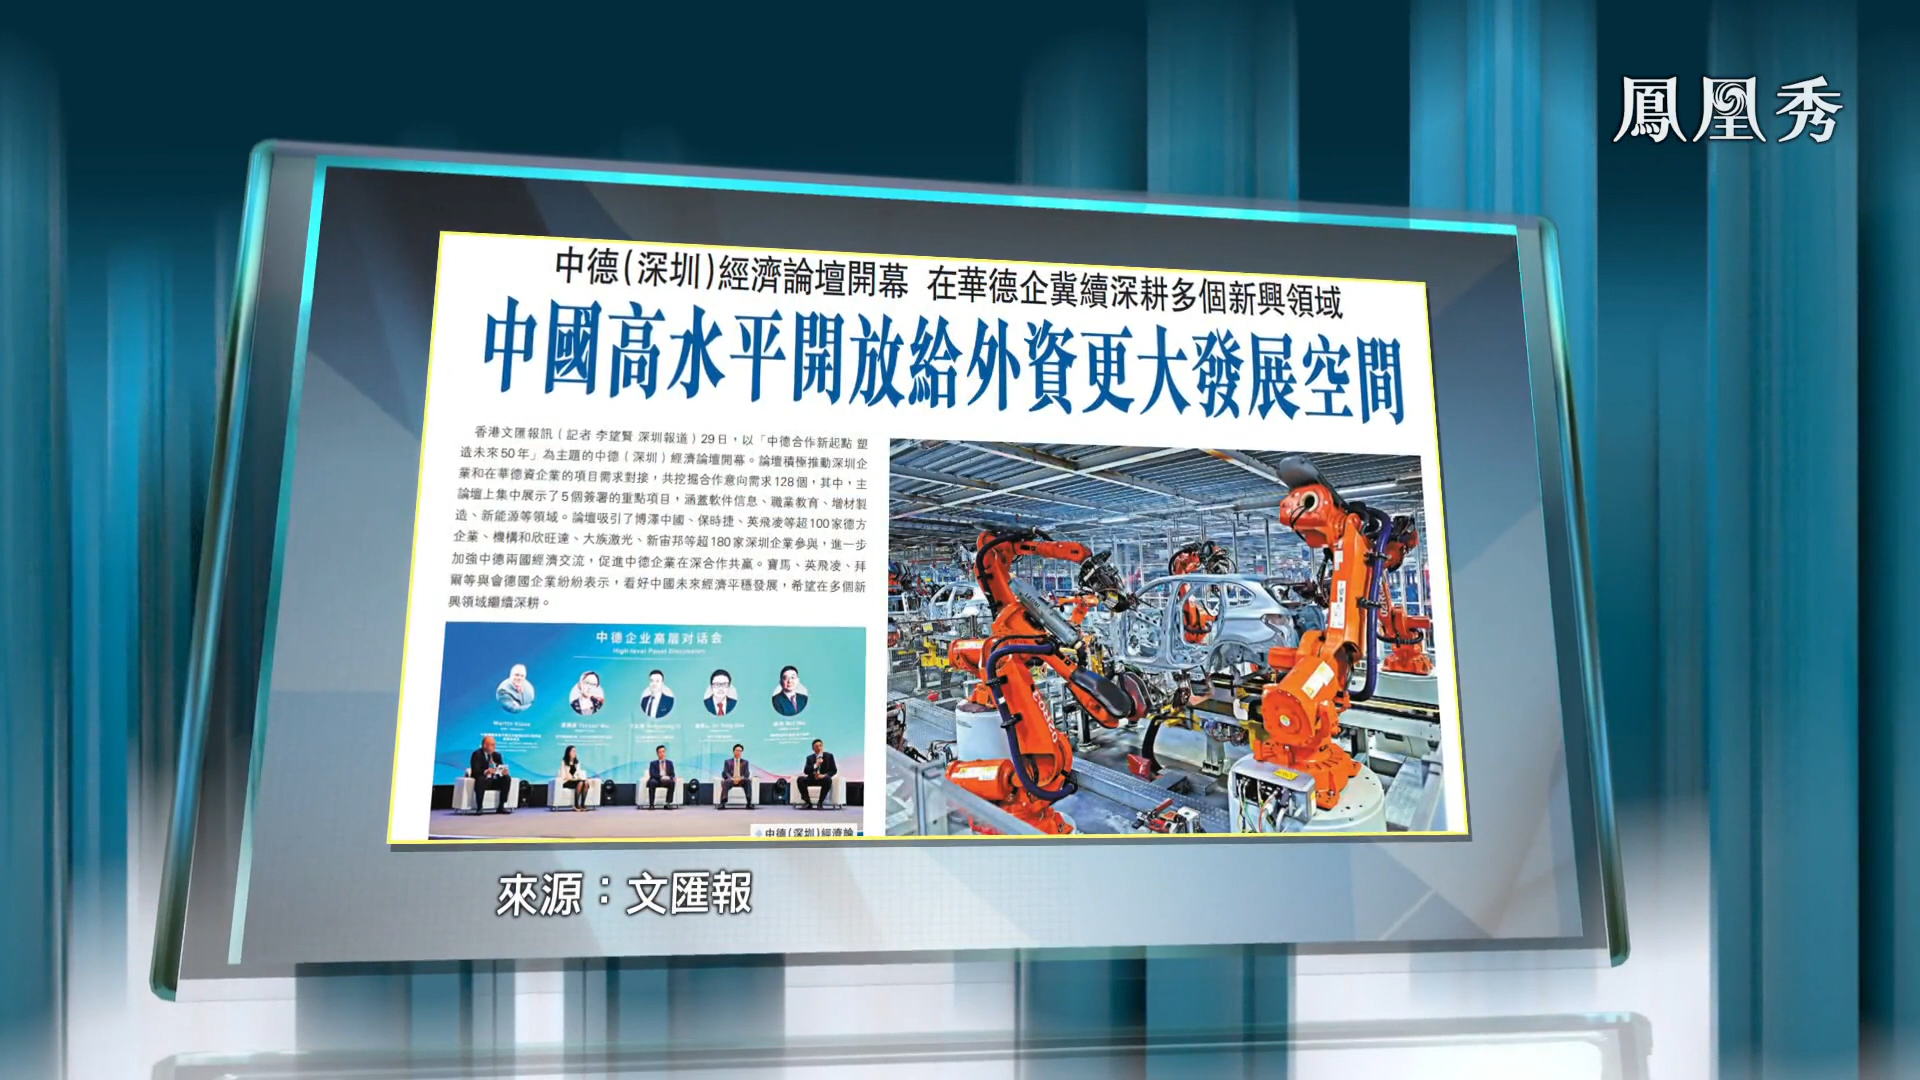 鳳凰秀
中德(深圳)經濟論壇開幕 在華德企冀續深耕多個新興領域
中國高水平開放給外資更大發展空間
香港文匯報訊(記者 李望賢 深圳報道)29日，以「中德合作新起點 塑
造未來50年」為主題的中德(深圳)經濟論壇開幕。論壇積極推動深圳企
業和在華德資企業的項目需求對接，共挖掘合作意向需求128個，其中，主
論壇上集中展示了5個簽署的重點項目，涵蓋軟件信息、職業教育、增材製
造、新能源等領域。論壇吸引了博澤中國、保時捷、英飛凌等超100家德方
企業、機構和欣旺達、大族激光、新宙邦等超180家深圳企業參與，進一步
加強中德兩國經濟交流，促進中德企業在深合作共贏。寶馬、英飛凌、拜
爾等與會德國企業紛紛表示，看好中國未來經濟平穩發展，希望在多個新
興領域繼續深耕。
中德企业高层对话会
High-level Panel Discussion
中德(深圳)經濟論
來源：文匯報